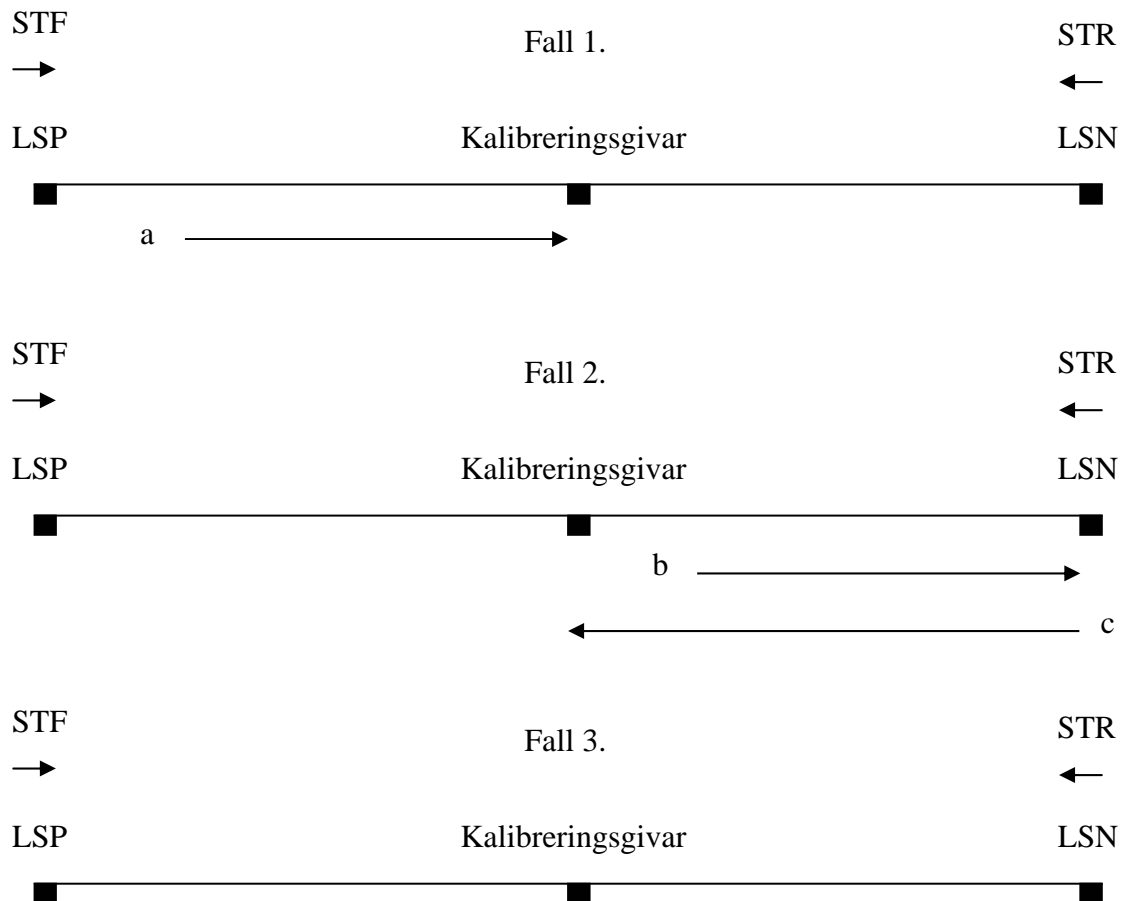 STF
Fall 1.
STR
LSP
Kalibreringsgivar
LSN
a
STF
Fall 2.
STR
LSP
Kalibreringsgivar
LSN
b
c
STF
Fall 3.
STR
LSP
Kalibreringsgivar
LSN